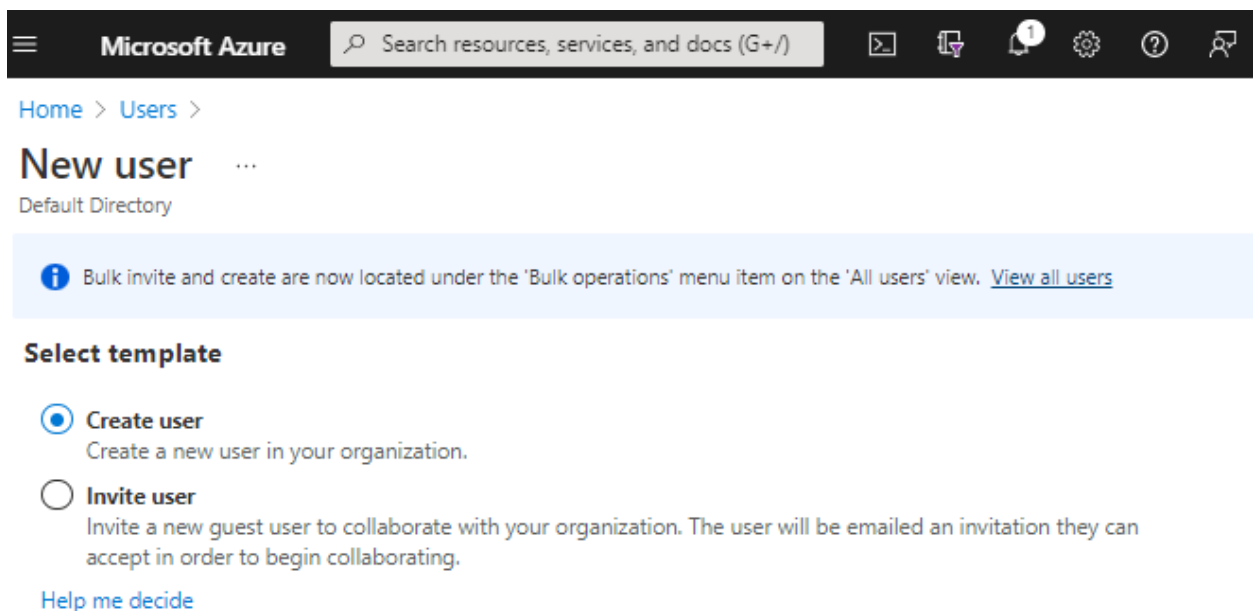 Microsoft Azure
Search resources, services, and docs (G+/)
1
Home > Users >
New user ...
Default Directory
Bulk invite and create are now located under the 'Bulk operations' menu item on the 'All users' view. View all users
Select template
Create user
Create a new user in your organization.
Invite user
Invite a new guest user to collaborate with your organization. The user will be emailed an invitation they can
accept in order to begin collaborating.
Help me decide